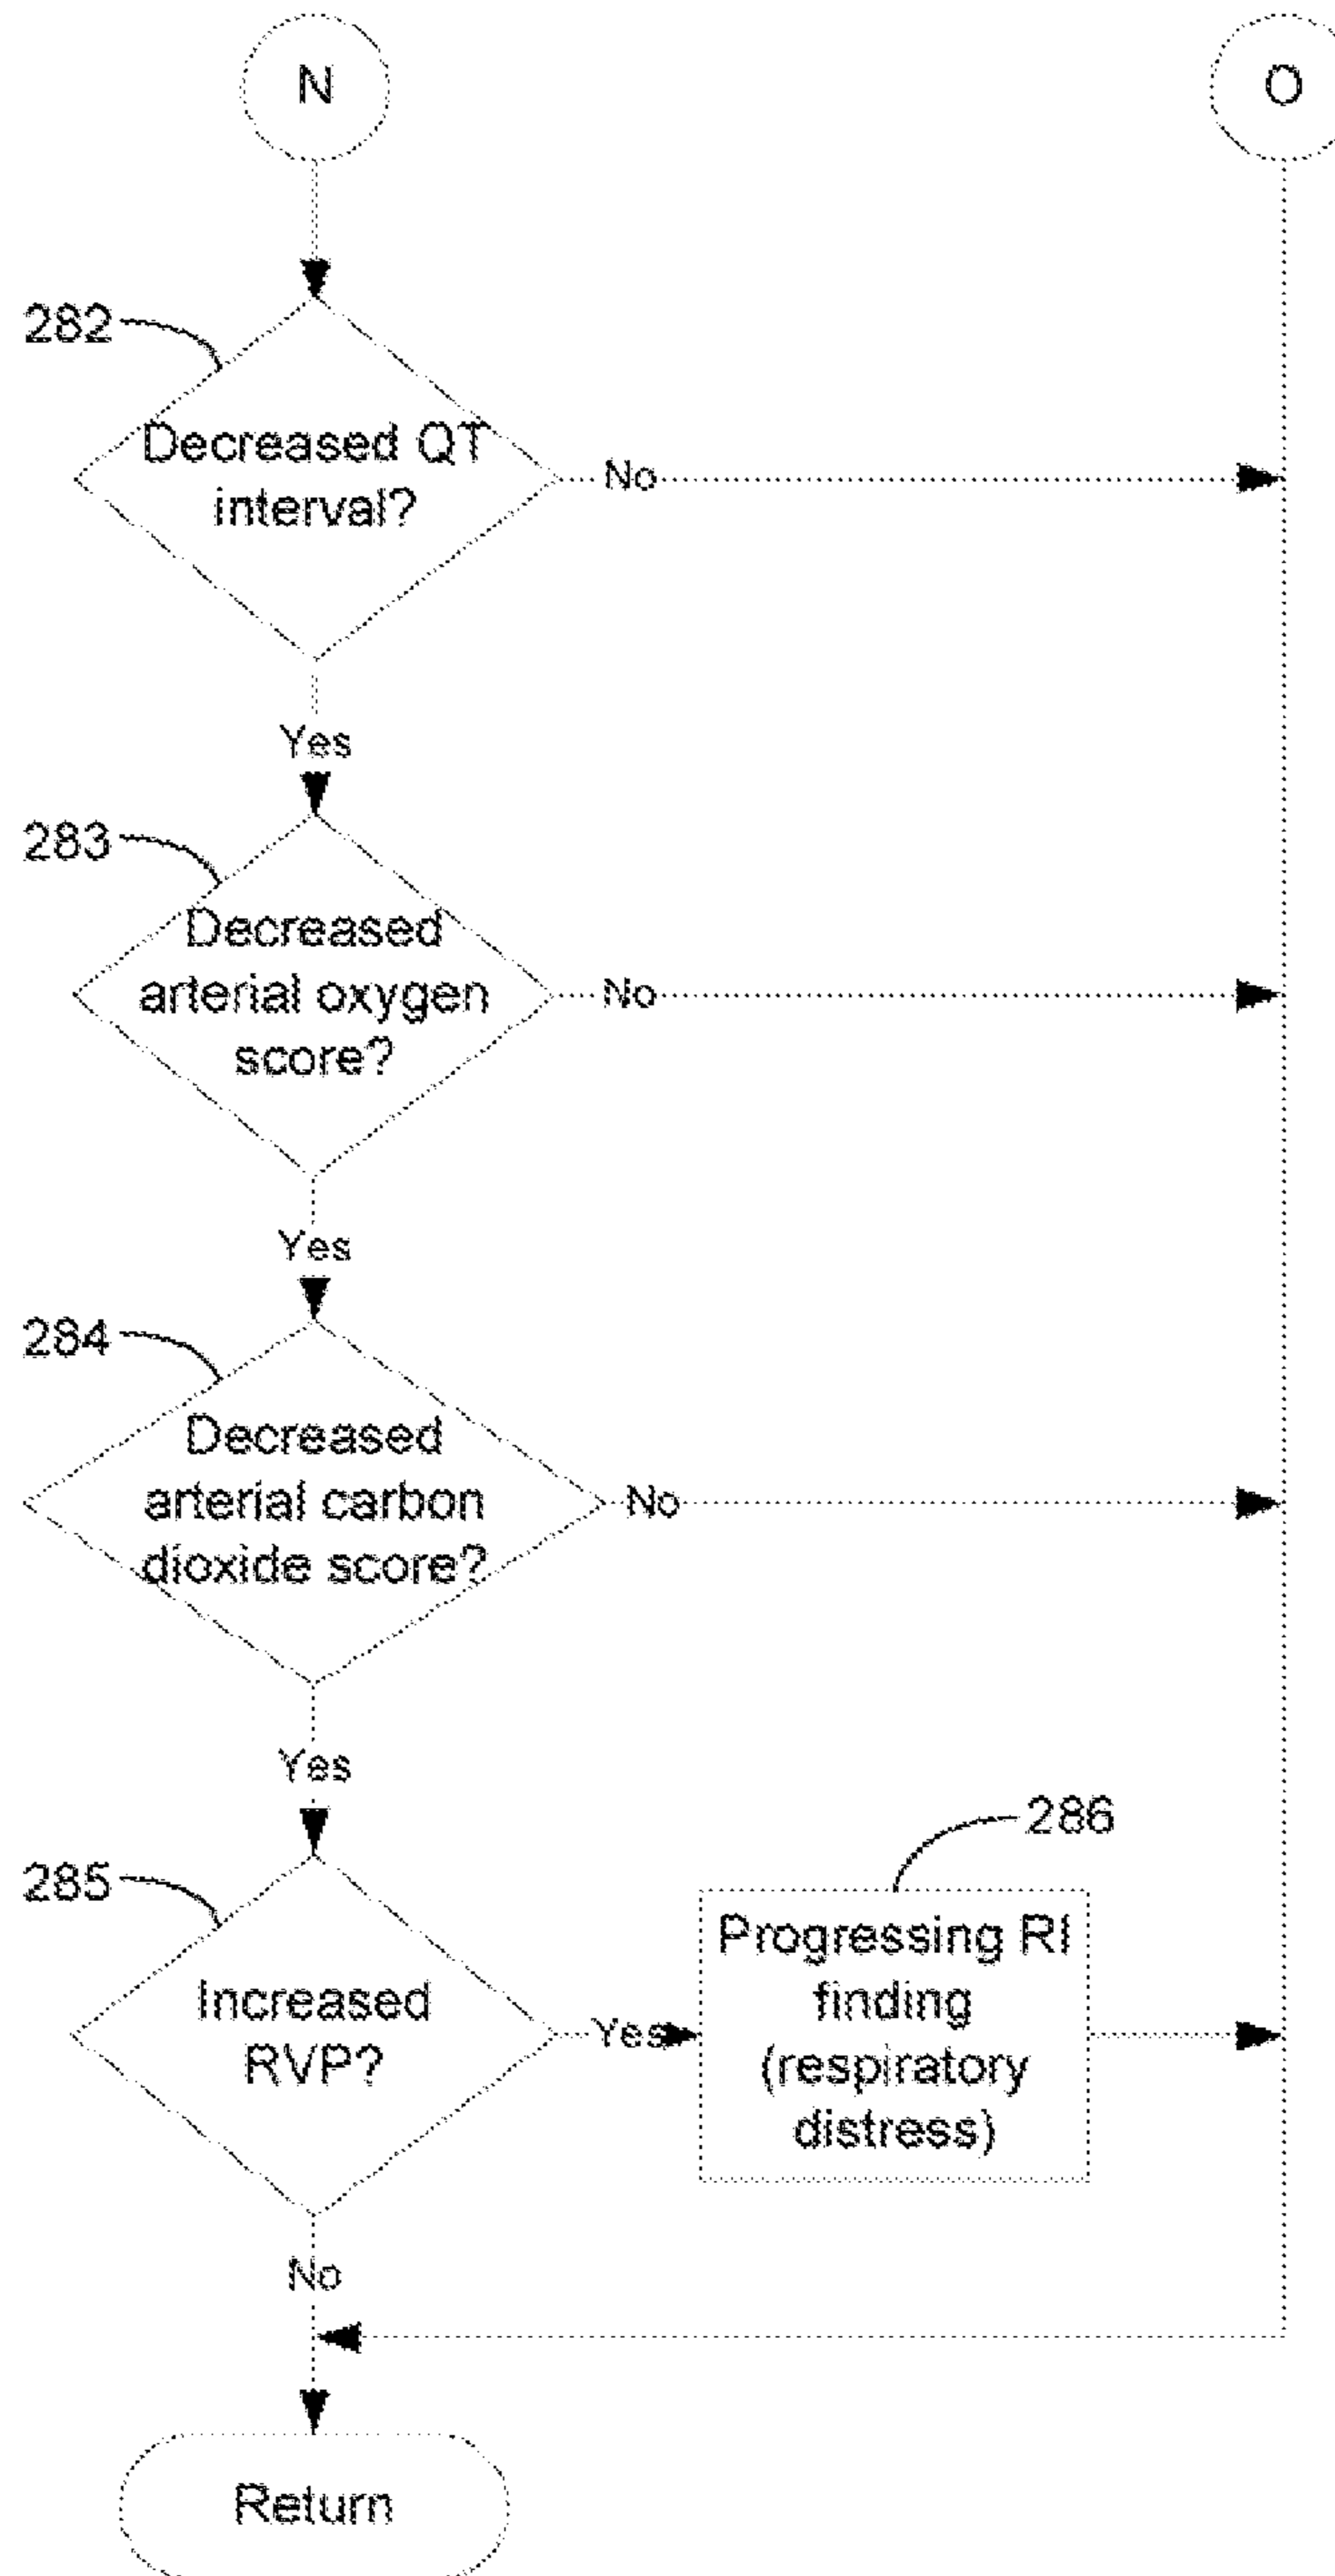 N
O
282
Decreased QT
interval?
No
Yes
283
Decreased
arterial oxygen
score?
No
Yes
284
Decreased
arterial carbon
dioxide score?
No
Yes
285
Increased
RVP?
Yes
286
Progressing RI
finding
(respiratory
distress)
No
Return